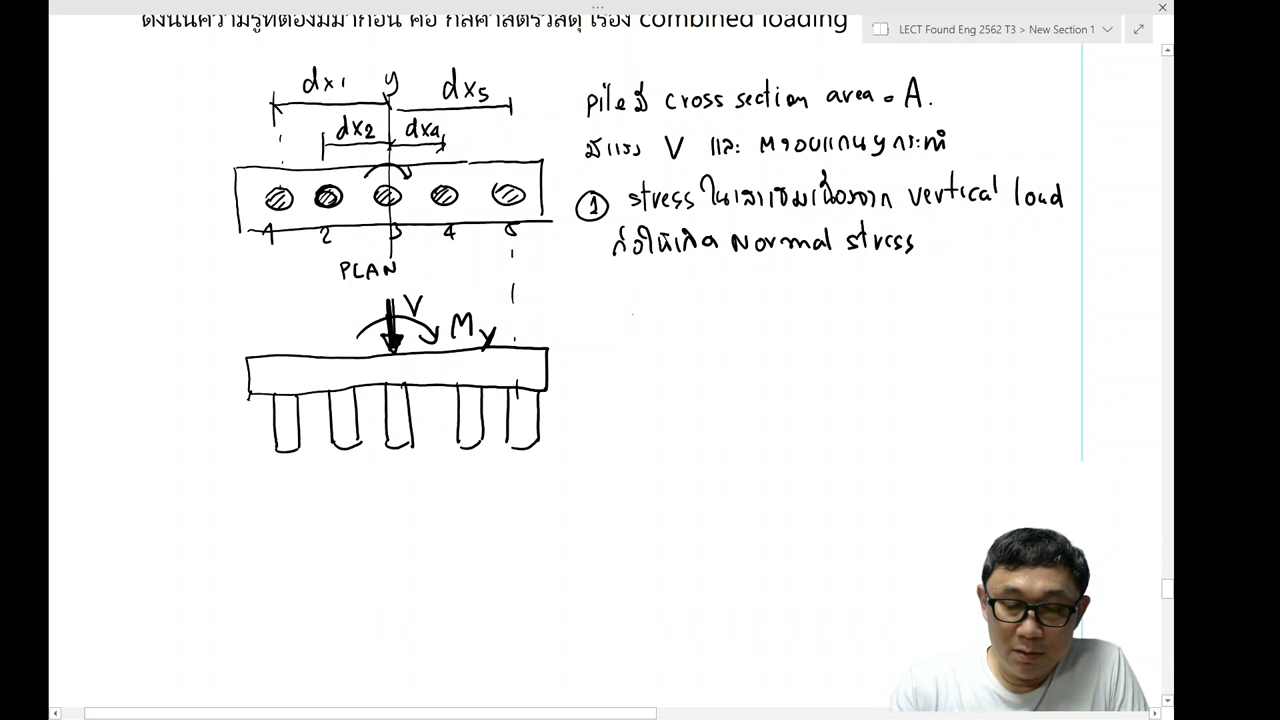 ดังนั้นความรู้ที่ต้องมีมาก่อน คือ กลศาสตร์วัสดุ เรื่อง combined loading
LECT Found Eng 2562 T3 > New Section 1
dx1 y dx5
dx2 dx4
1 2 3 4 5
PLAN
V
My
pile มี cross section area = A.
มีแรง V และ M รอบแกน y กระทำ
① stress ในเสาเข็มเนื่องจาก vertical load
ก่อให้เกิด Normal stress